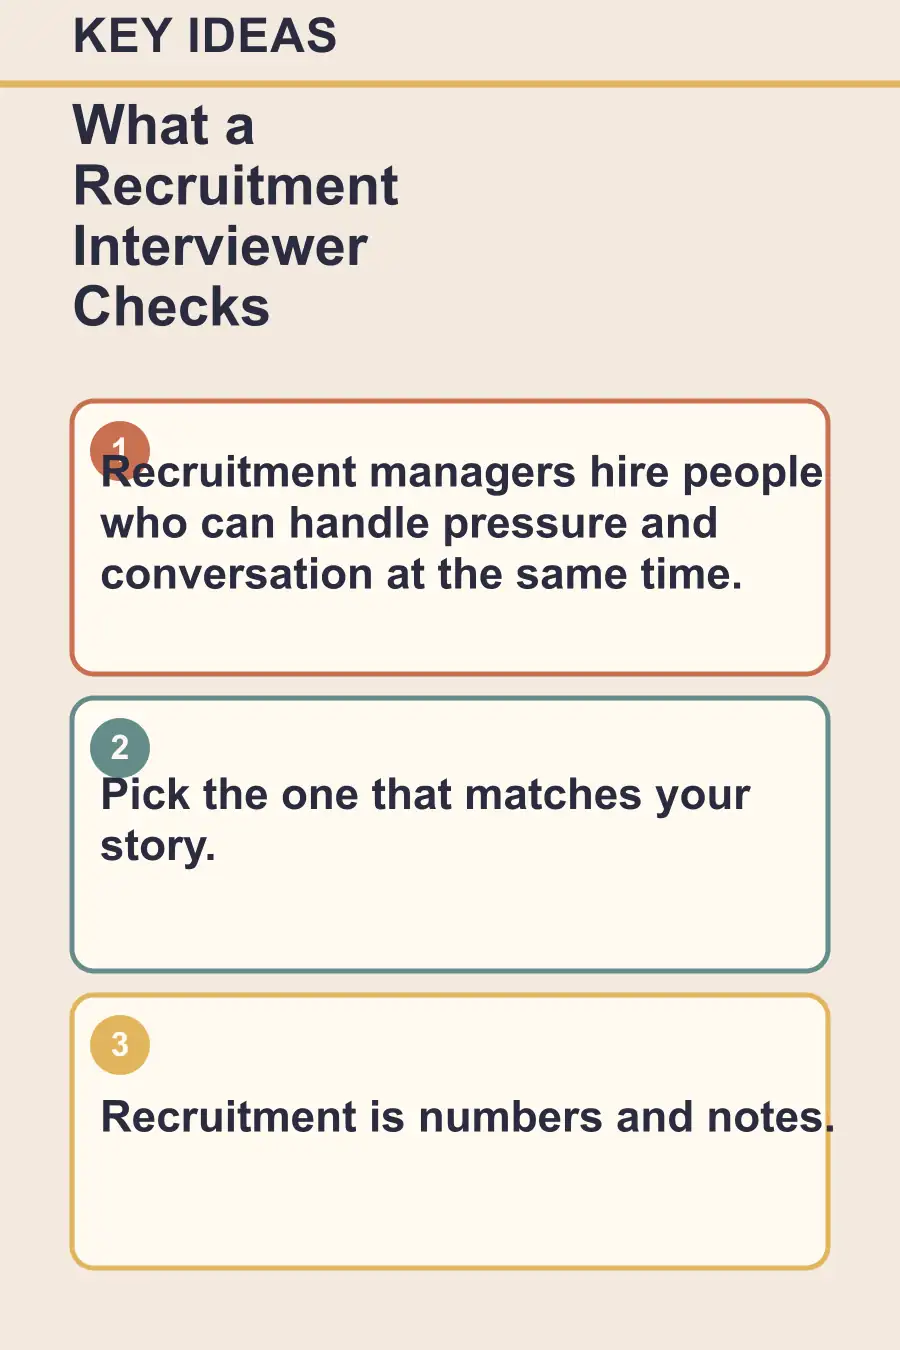 KEY IDEAS
What a
Recruitment
Interviewer
Checks
1
Recruitment managers hire people
who can handle pressure and
conversation at the same time.
2
Pick the one that matches your
story.
3
Recruitment is numbers and notes.